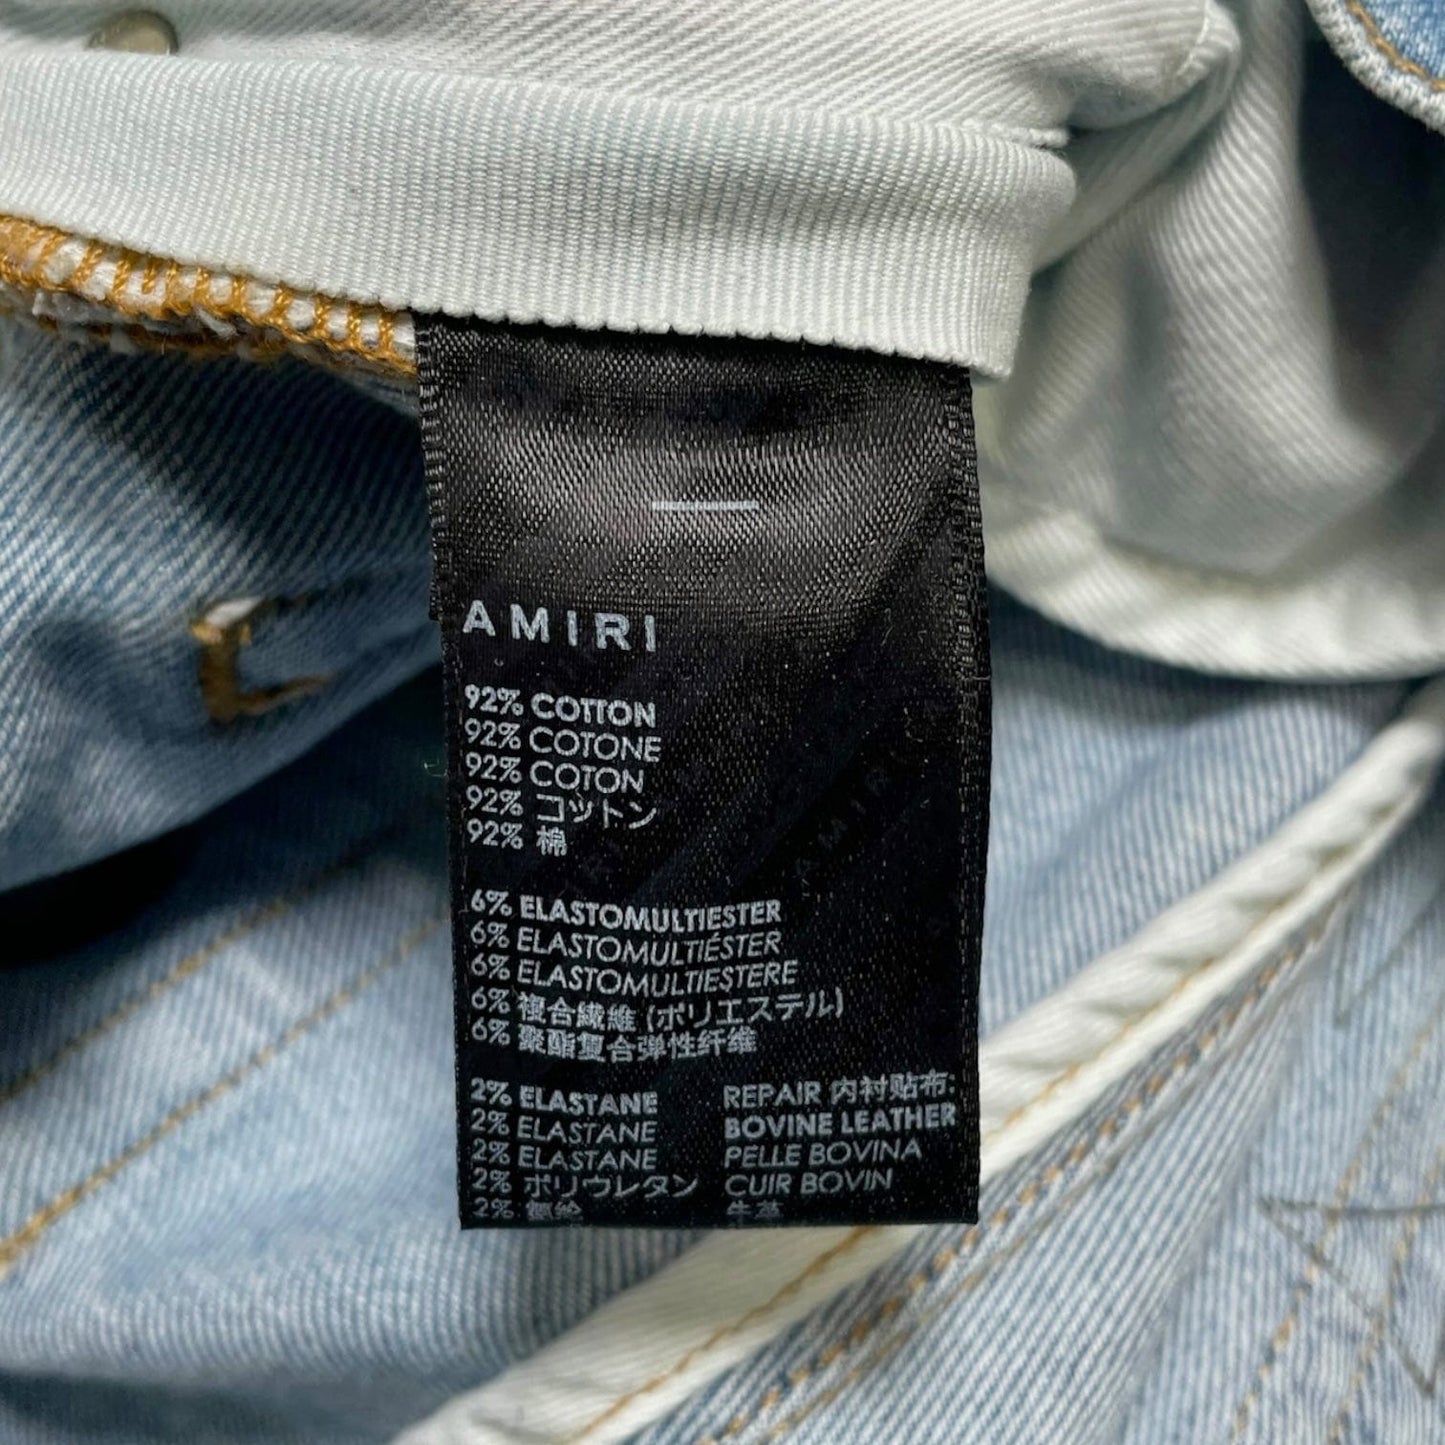 AMIRI
92% COTTON
92% COTONE
92% COTON
92% コットン
92% 棉
6% ELASTOMULTIESTER
6% ELASTOMULTIÉSTER
6% ELASTOMULTIESTERE
6% 複合繊維 (ポリエステル)
6% 聚酯复合弹性纤维
2% ELASTANE
2% ELASTANE
2% ELASTANE
2% ポリウレタン
2%
REPAIR 内衬贴布:
BOVINE LEATHER
PELLE BOVINA
CUIR BOVIN
牛革